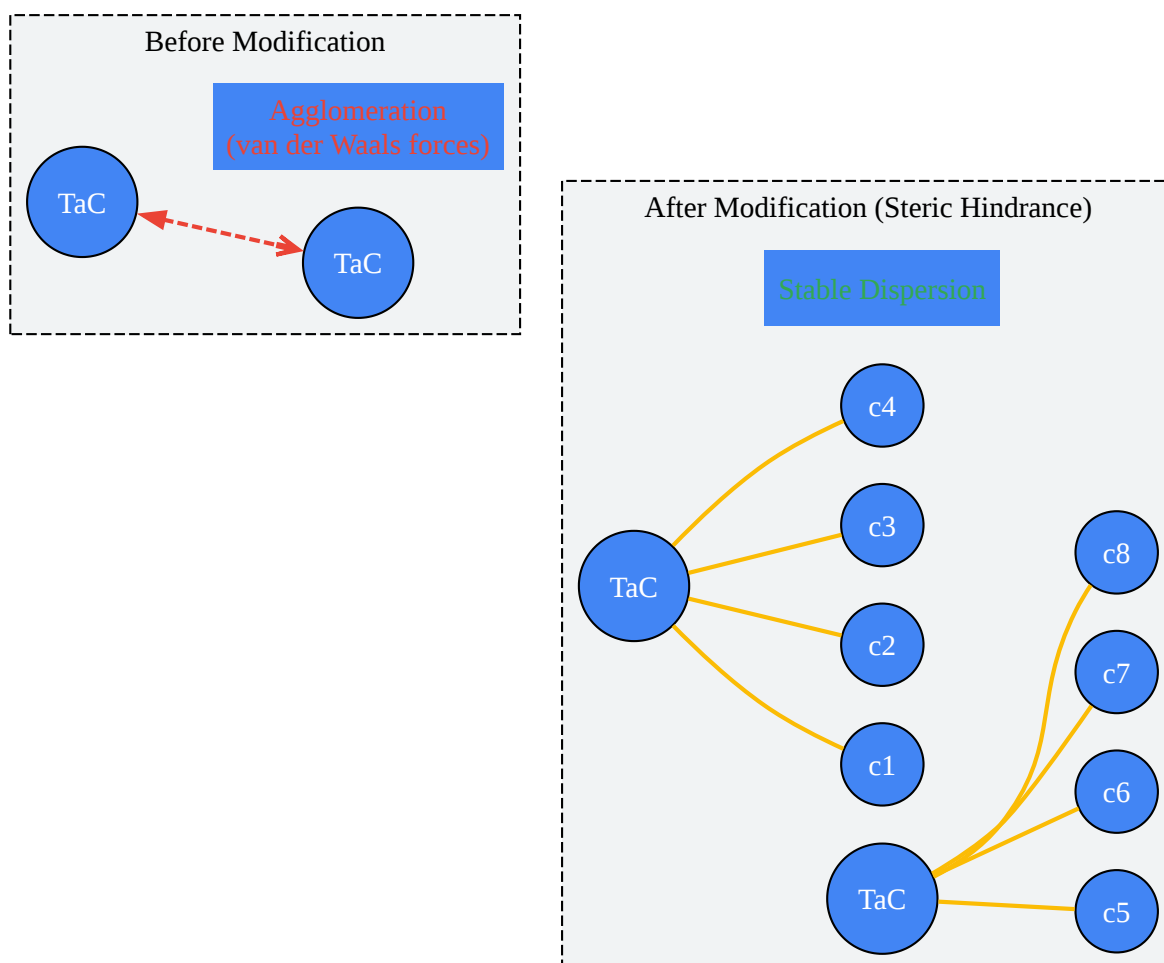 Before Modification
Agglomeration
(van der Waals forces)
TaC
TaC
After Modification (Steric Hindrance)
Stable Dispersion
c4
c3
c8
TaC
c2
c7
c1
c6
TaC
c5